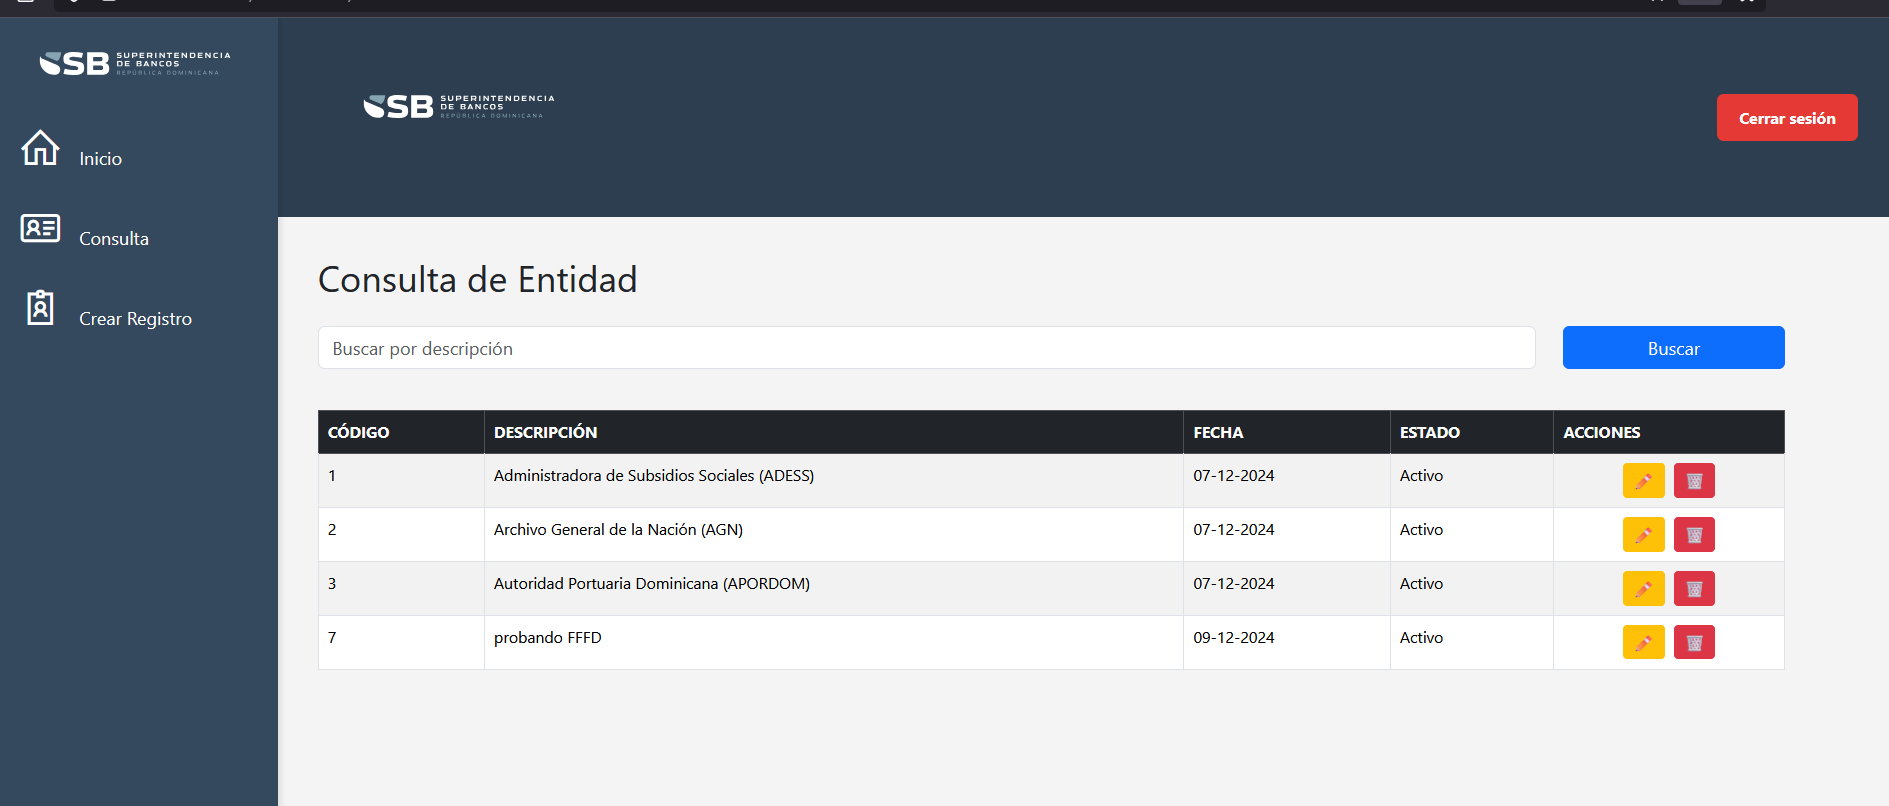 SB SUPERINTENDENCIA
DE BANCOS
REPÚBLICA DOMINICANA
Inicio
Consulta
Crear Registro
SB SUPERINTENDENCIA
DE BANCOS
REPÚBLICA DOMINICANA
Cerrar sesión
Consulta de Entidad
Buscar por descripción
Buscar
CÓDIGO DESCRIPCIÓN FECHA ESTADO ACCIONES
1 Administradora de Subsidios Sociales (ADESS) 07-12-2024 Activo
2 Archivo General de la Nación (AGN) 07-12-2024 Activo
3 Autoridad Portuaria Dominicana (APORDOM) 07-12-2024 Activo
7 probando FFFD 09-12-2024 Activo